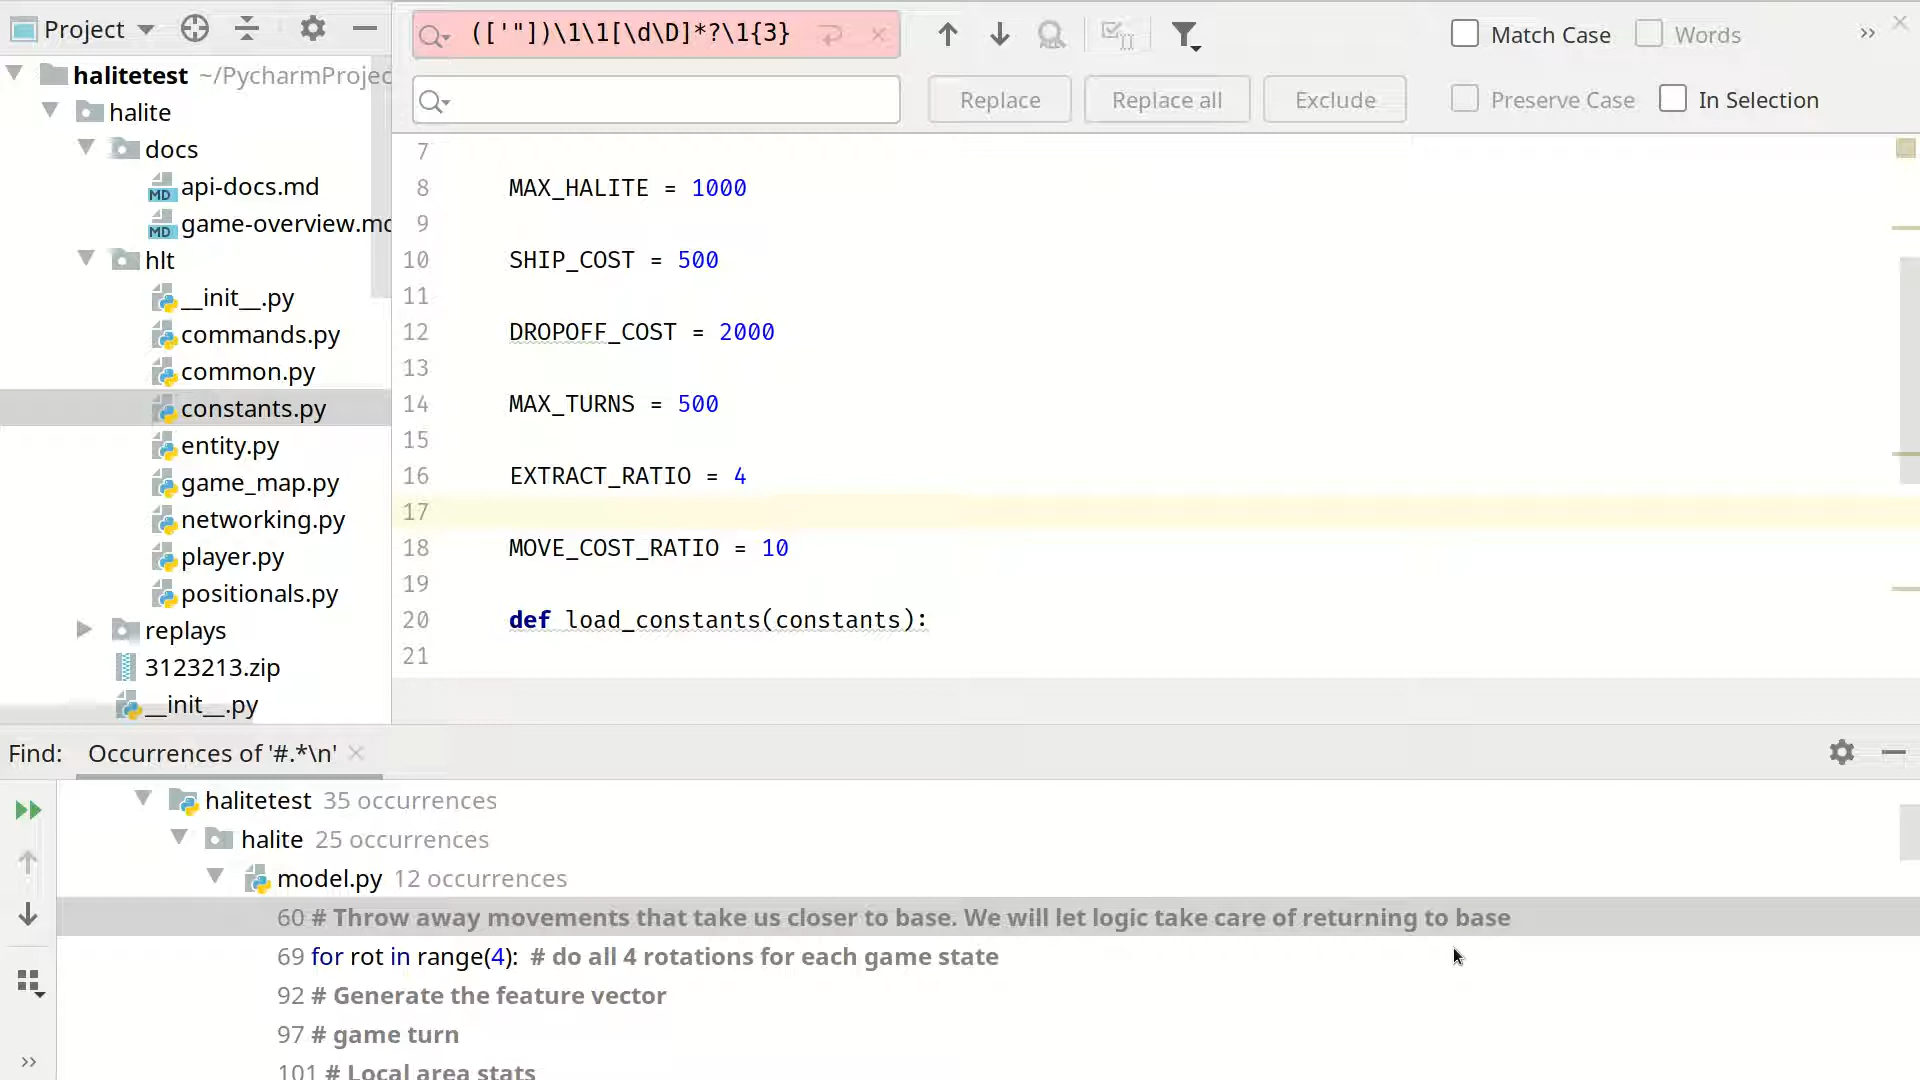 Project
halitetest ~/PycharmProjec
halite
docs
MD api-docs.md
MD game-overview.md
hlt
__init__.py
commands.py
common.py
constants.py
entity.py
game_map.py
networking.py
player.py
positionals.py
replays
3123213.zip
__init__.py
(['"])\1\1[\d\D]*?\1{3}
Match Case
Words
Replace
Replace all
Exclude
Preserve Case
In Selection
7
8 MAX_HALITE = 1000
9
10 SHIP_COST = 500
11
12 DROPOFF_COST = 2000
13
14 MAX_TURNS = 500
15
16 EXTRACT_RATIO = 4
17
18 MOVE_COST_RATIO = 10
19
20 def load_constants(constants):
21
Find: Occurrences of '#.*\n'
halitetest 35 occurrences
halite 25 occurrences
model.py 12 occurrences
60 # Throw away movements that take us closer to base. We will let logic take care of returning to base
69 for rot in range(4): # do all 4 rotations for each game state
92 # Generate the feature vector
97 # game turn
101 # Local area stats